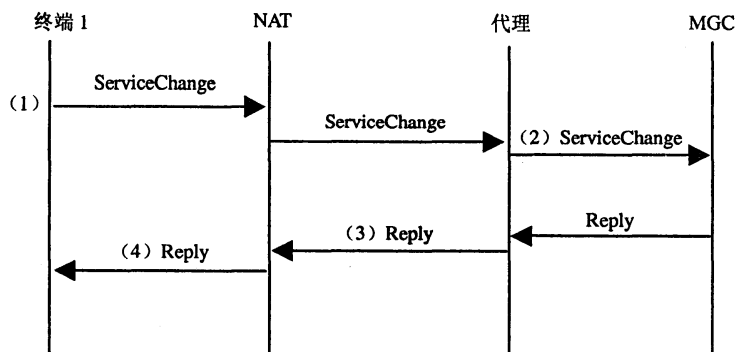 终端 1 NAT 代理 MGC
ServiceChange
（1）
ServiceChange
（2）ServiceChange
Reply
（3）Reply
（4）Reply